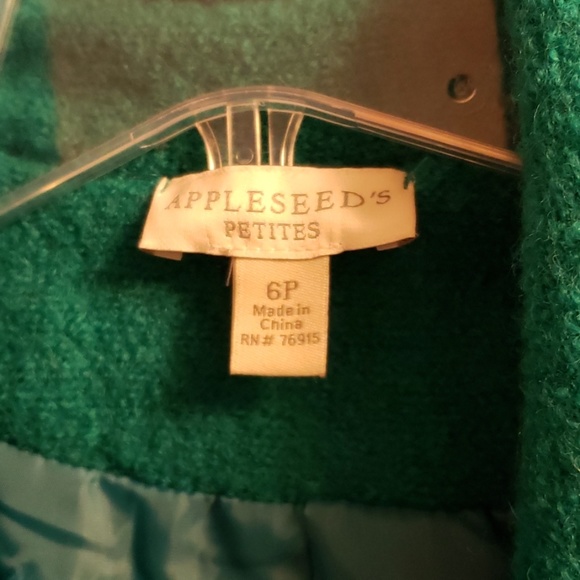 APPLESEED'S
PETITES
6P
Made in
China
RN# 76915